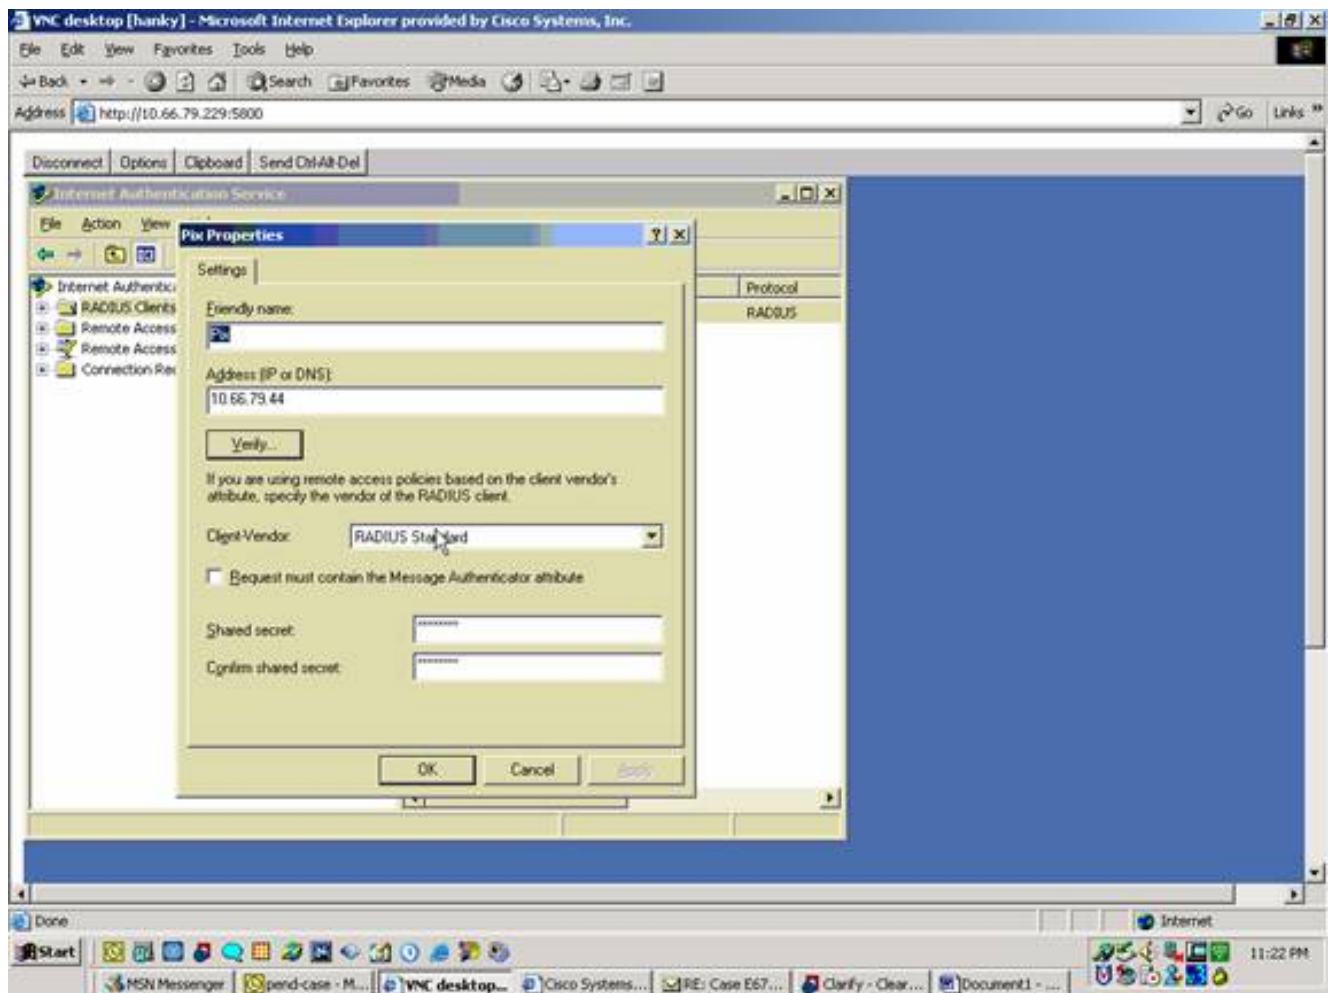 VNC desktop [hanky] - Microsoft Internet Explorer provided by Cisco Systems, Inc.
File Edit View Favorites Tools Help
Back Search Favorites Media
Address http://10.66.79.229:5800 Go Links »
Disconnect Options Clipboard Send Ctrl-Alt-Del
Internet Authentication Service
File Action View
Pix Properties
Settings
Internet Authentic
RADIUS Clients
Remote Access
Remote Access
Connection Re
Protocol
RADIUS
Friendly name:
Pix
Address (IP or DNS):
10.66.79.44
Verify...
If you are using remote access policies based on the client vendor's
attribute, specify the vendor of the RADIUS client.
Client-Vendor: RADIUS Standard
Request must contain the Message Authenticator attribute
Shared secret: ********
Confirm shared secret: ********
OK Cancel Apply
Done Internet
Start 11:22 PM
MSN Messenger pend-case - M... VNC desktop... Cisco Systems... RE: Case E67... Clarify - Clear... Document1 - ...